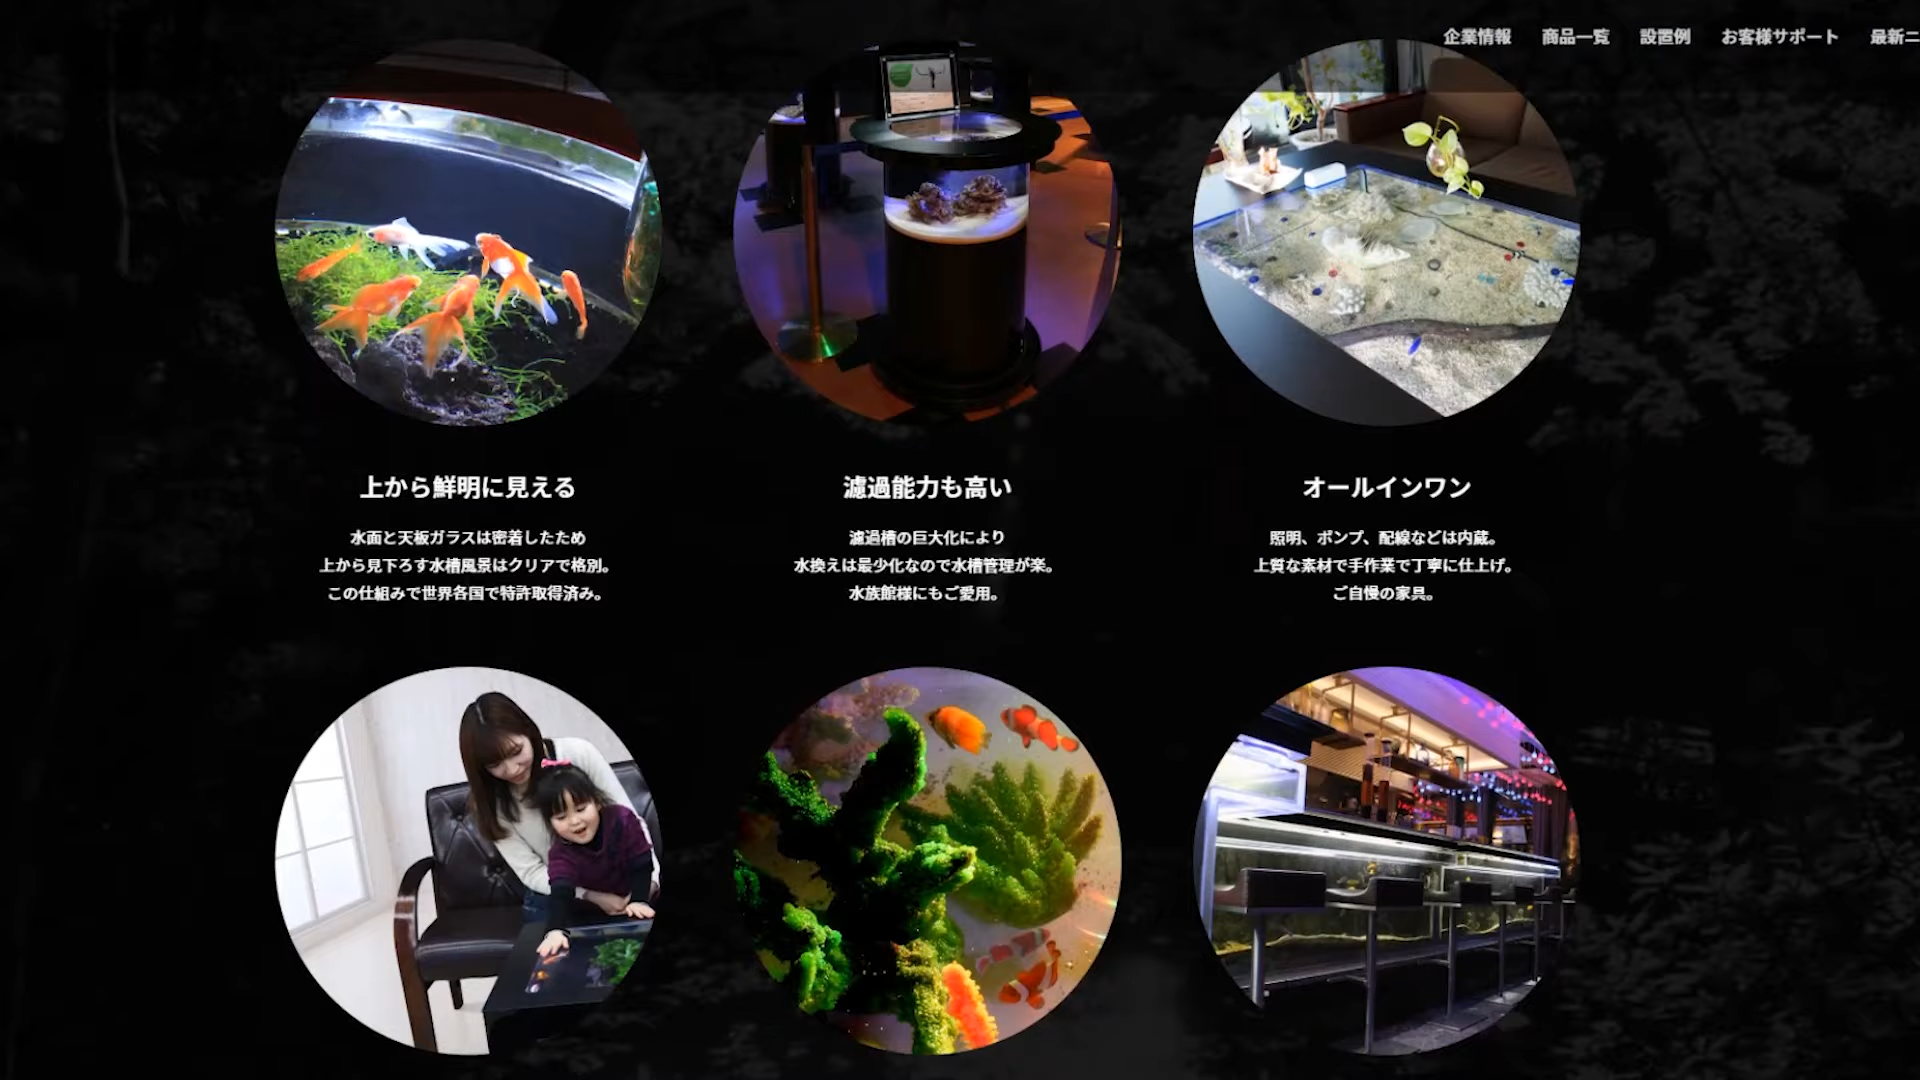 企業情報 商品一覧 設置例 お客様サポート 最新ニ
上から鮮明に見える
水面と天板ガラスは密着したため
上から見下ろす水槽風景はクリアで格別。
この仕組みで世界各国で特許取得済み。
濾過能力も高い
濾過槽の巨大化により
水換えは最少化なので水槽管理が楽。
水族館様にもご愛用。
オールインワン
照明、ポンプ、配線などは内蔵。
上質な素材で手作業で丁寧に仕上げ。
ご自慢の家具。